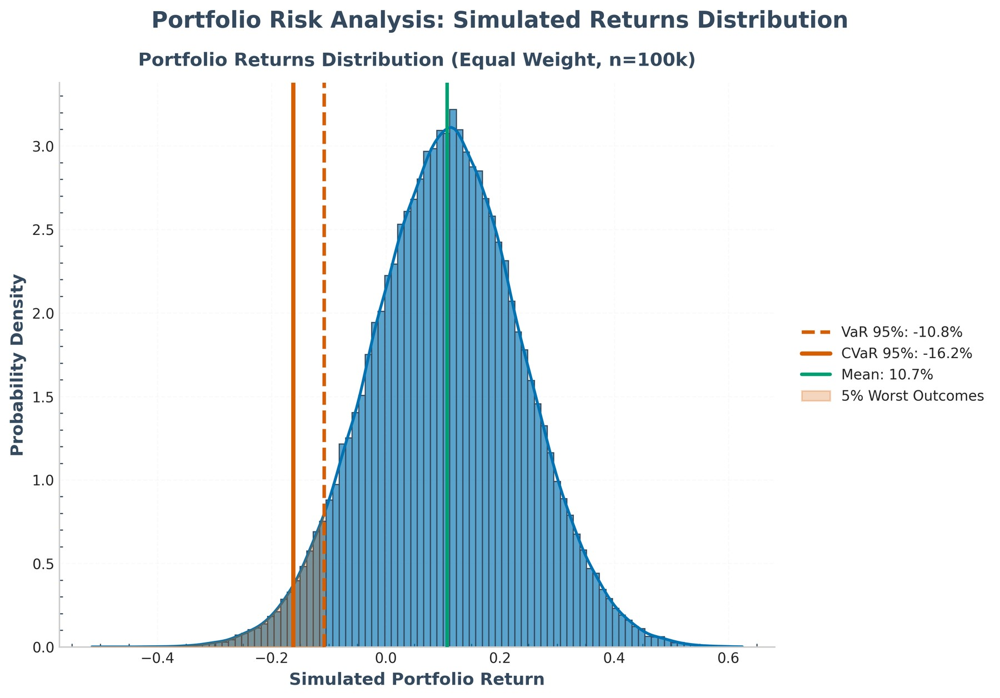 Portfolio Risk Analysis: Simulated Returns Distribution
Portfolio Returns Distribution (Equal Weight, n=100k)
Probability Density
3.0
2.5
2.0
1.5
1.0
0.5
0.0
−0.4
−0.2
0.0
0.2
0.4
0.6
Simulated Portfolio Return
VaR 95%: -10.8%
CVaR 95%: -16.2%
Mean: 10.7%
5% Worst Outcomes